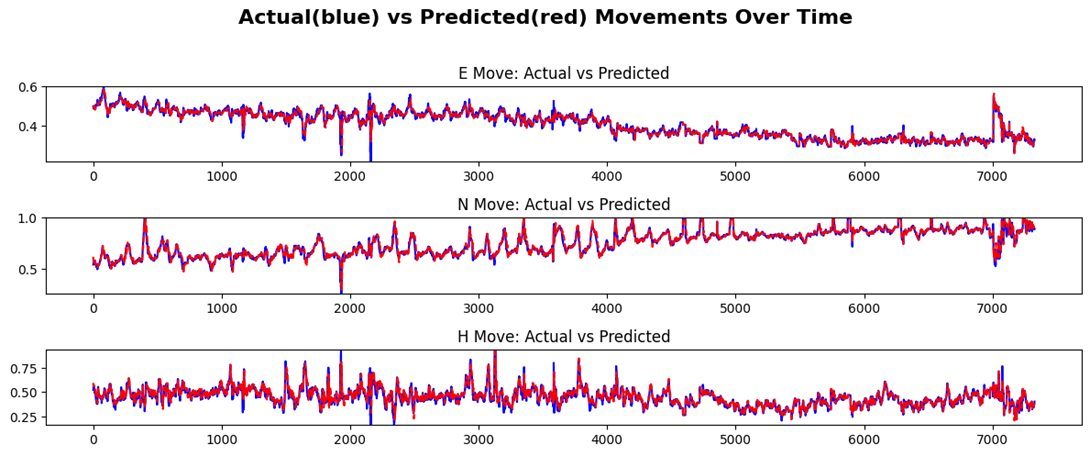 Actual(blue) vs Predicted(red) Movements Over Time
E Move: Actual vs Predicted
0.6
0.4
0 1000 2000 3000 4000 5000 6000 7000
N Move: Actual vs Predicted
1.0
0.5
0 1000 2000 3000 4000 5000 6000 7000
H Move: Actual vs Predicted
0.75
0.50
0.25
0 1000 2000 3000 4000 5000 6000 7000